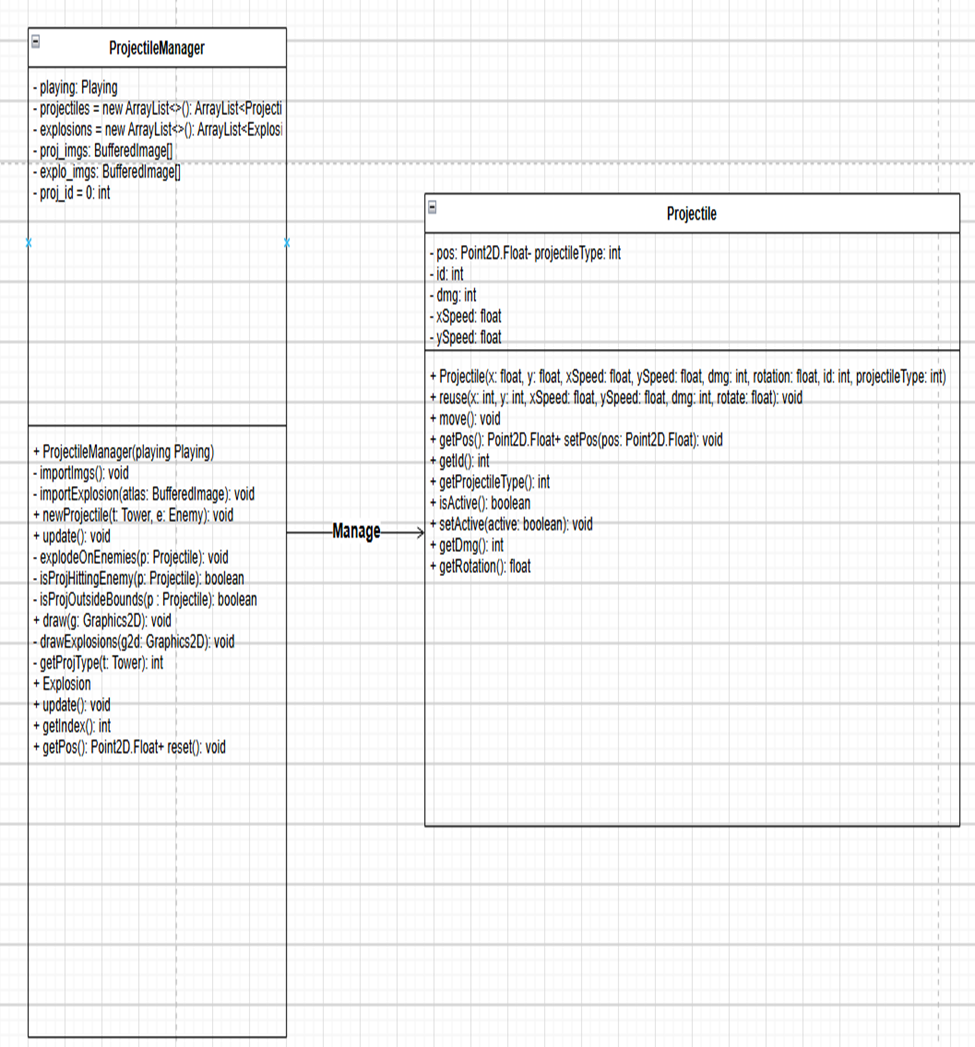 ProjectileManager
- playing: Playing
- projectiles = new ArrayList<>(): ArrayList<Projecti
- explosions = new ArrayList<>(): ArrayList<Explosi
- proj_imgs: BufferedImage[]
- explo_imgs: BufferedImage[]
- proj_id = 0: int
+ ProjectileManager(playing Playing)
- importImgs(): void
- importExplosion(atlas: BufferedImage): void
+ newProjectile(t: Tower, e: Enemy): void
+ update(): void
- explodeOnEnemies(p: Projectile): void
- isProjHittingEnemy(p: Projectile): boolean
- isProjOutsideBounds(p : Projectile): boolean
+ draw(g: Graphics2D): void
- drawExplosions(g2d: Graphics2D): void
- getProjType(t: Tower): int
+ Explosion
+ update(): void
+ getIndex(): int
+ getPos(): Point2D.Float+ reset(): void
Manage
Projectile
- pos: Point2D.Float- projectileType: int
- id: int
- dmg: int
- xSpeed: float
- ySpeed: float
+ Projectile(x: float, y: float, xSpeed: float, ySpeed: float, dmg: int, rotation: float, id: int, projectileType: int)
+ reuse(x: int, y: int, xSpeed: float, ySpeed: float, dmg: int, rotate: float): void
+ move(): void
+ getPos(): Point2D.Float+ setPos(pos: Point2D.Float): void
+ getId(): int
+ getProjectileType(): int
+ isActive(): boolean
+ setActive(active: boolean): void
+ getDmg(): int
+ getRotation(): float